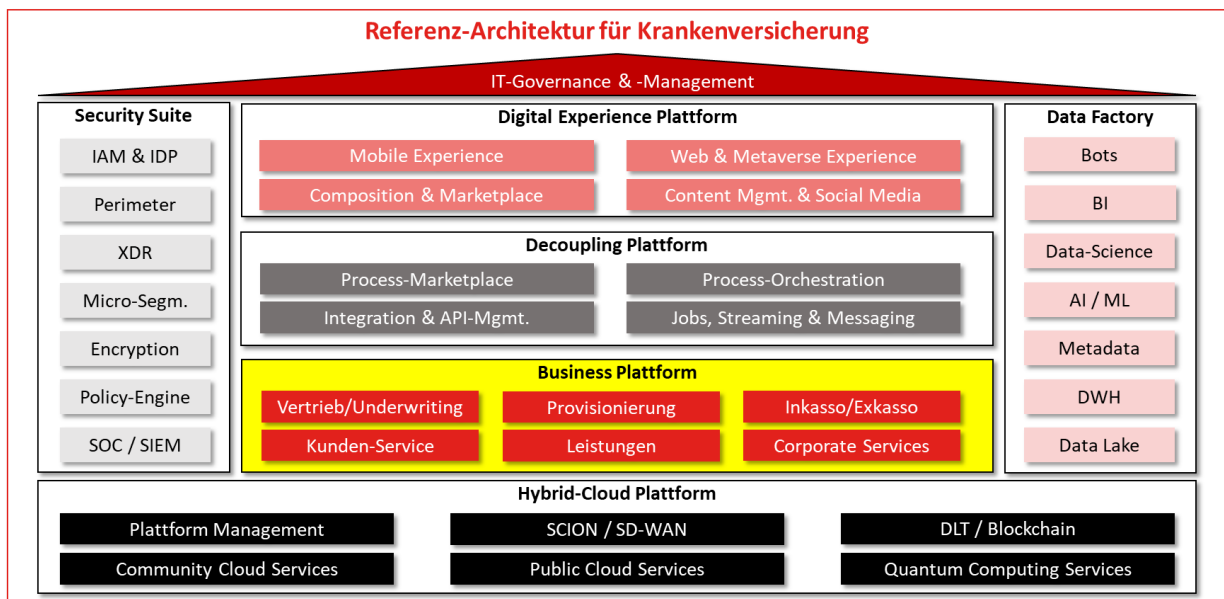 Referenz-Architektur für Krankenversicherung
IT-Governance & -Management
Security Suite
IAM & IDP
Perimeter
XDR
Micro-Segm.
Encryption
Policy-Engine
SOC / SIEM
Digital Experience Plattform
Mobile Experience
Web & Metaverse Experience
Composition & Marketplace
Content Mgmt. & Social Media
Decoupling Plattform
Process-Marketplace
Process-Orchestration
Integration & API-Mgmt.
Jobs, Streaming & Messaging
Business Plattform
Vertrieb/Underwriting
Provisionierung
Inkasso/Exkasso
Kunden-Service
Leistungen
Corporate Services
Data Factory
Bots
BI
Data-Science
AI / ML
Metadata
DWH
Data Lake
Hybrid-Cloud Plattform
Plattform Management
SCION / SD-WAN
DLT / Blockchain
Community Cloud Services
Public Cloud Services
Quantum Computing Services